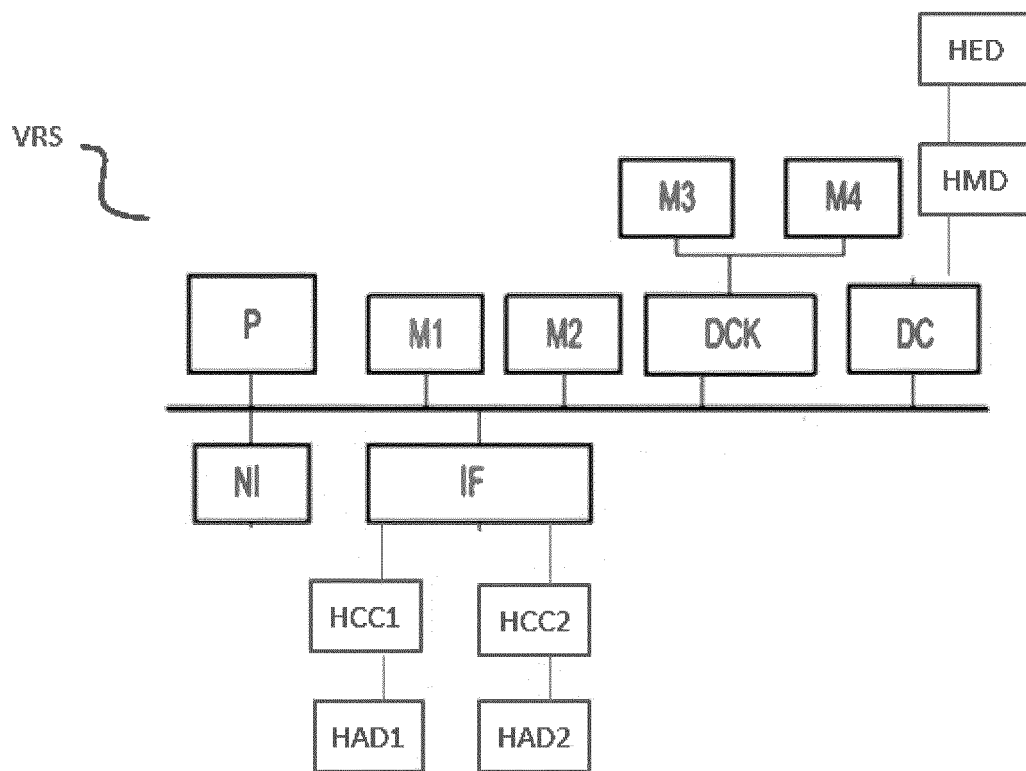 HED
VRS
HMD
M3 M4
P M1 M2 DCK DC
NI IF
HCC1 HCC2
HAD1 HAD2